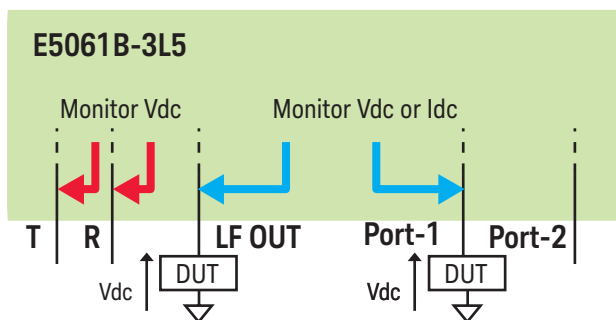 E5061B-3L5
Monitor Vdc
Monitor Vdc or Idc
T
R
LF OUT
Port-1
Port-2
Vdc
DUT
Vdc
DUT